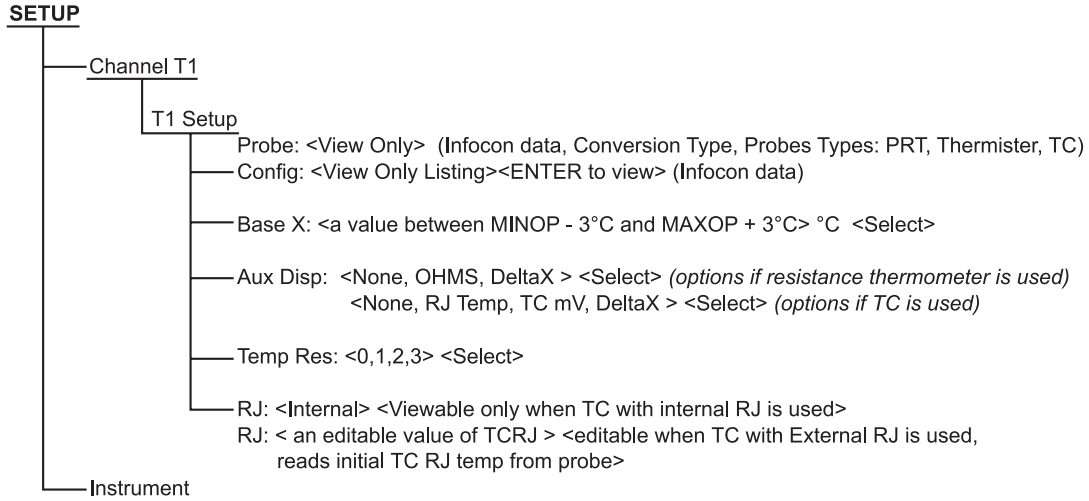 SETUP
Channel T1
T1 Setup
Probe: <View Only> (Infocon data, Conversion Type, Probes Types: PRT, Thermister, TC)
Config: <View Only Listing><ENTER to view> (Infocon data)
Base X: <a value between MINOP - 3°C and MAXOP + 3°C> °C <Select>
Aux Disp: <None, OHMS, DeltaX > <Select> (options if resistance thermometer is used)
<None, RJ Temp, TC mV, DeltaX > <Select> (options if TC is used)
Temp Res: <0,1,2,3> <Select>
RJ: <Internal> <Viewable only when TC with internal RJ is used>
RJ: < an editable value of TCRJ > <editable when TC with External RJ is used,
reads initial TC RJ temp from probe>
Instrument